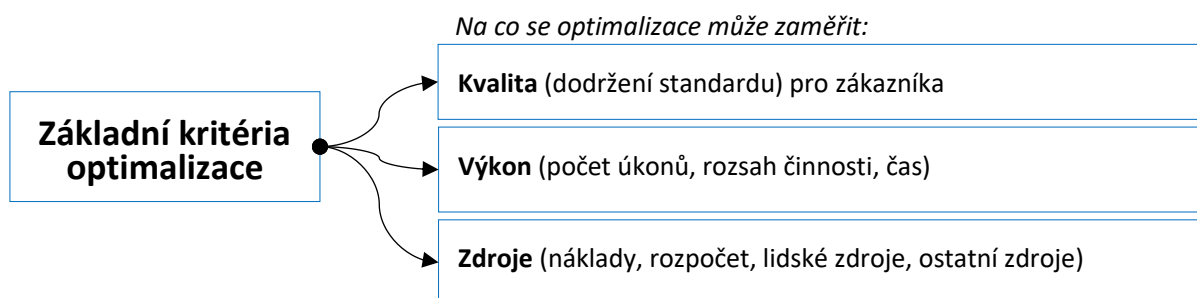 Na co se optimalizace může zaměřit:
Kvalita (dodržení standardu) pro zákazníka
Základní kritéria
optimalizace
Výkon (počet úkonů, rozsah činnosti, čas)
Zdroje (náklady, rozpočet, lidské zdroje, ostatní zdroje)